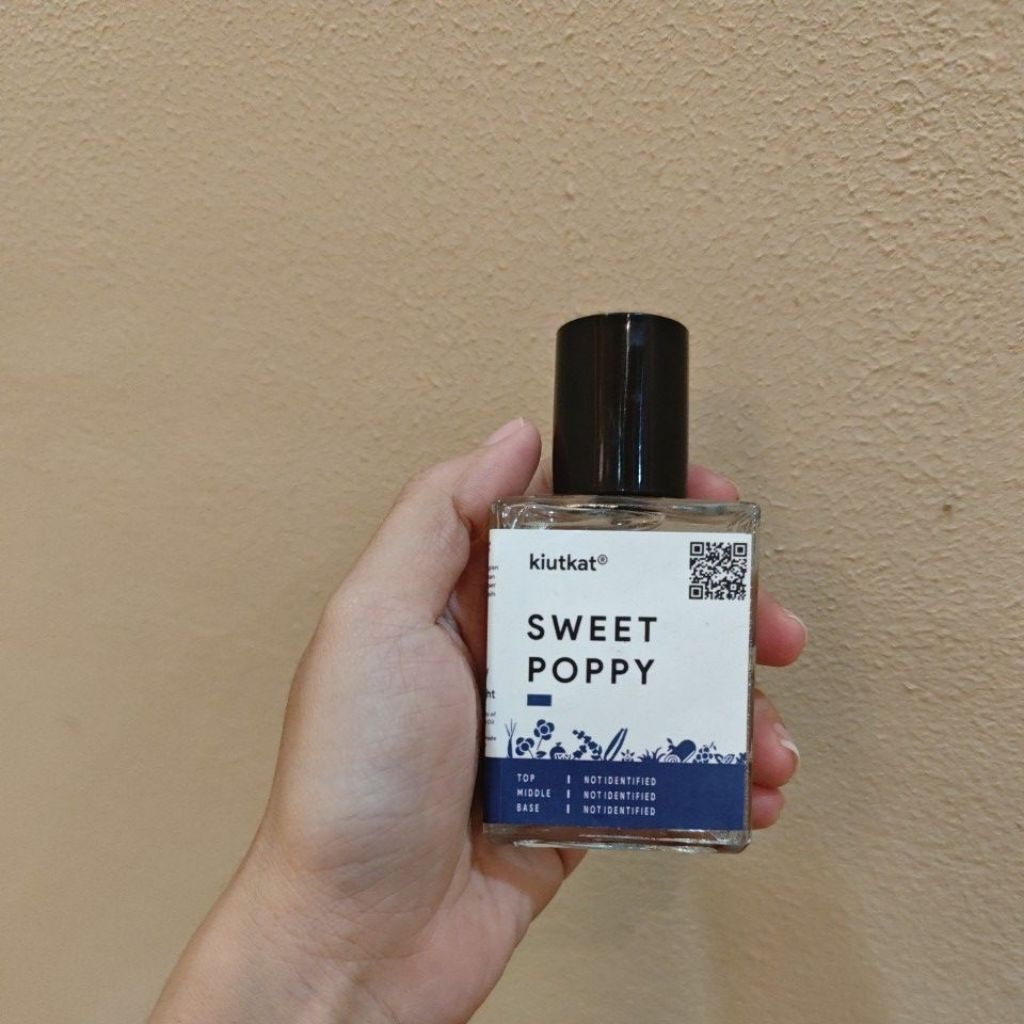 kiutkat®
SWEET
POPPY
TOP | NOT IDENTIFIED
MIDDLE | NOT IDENTIFIED
BASE | NOT IDENTIFIED